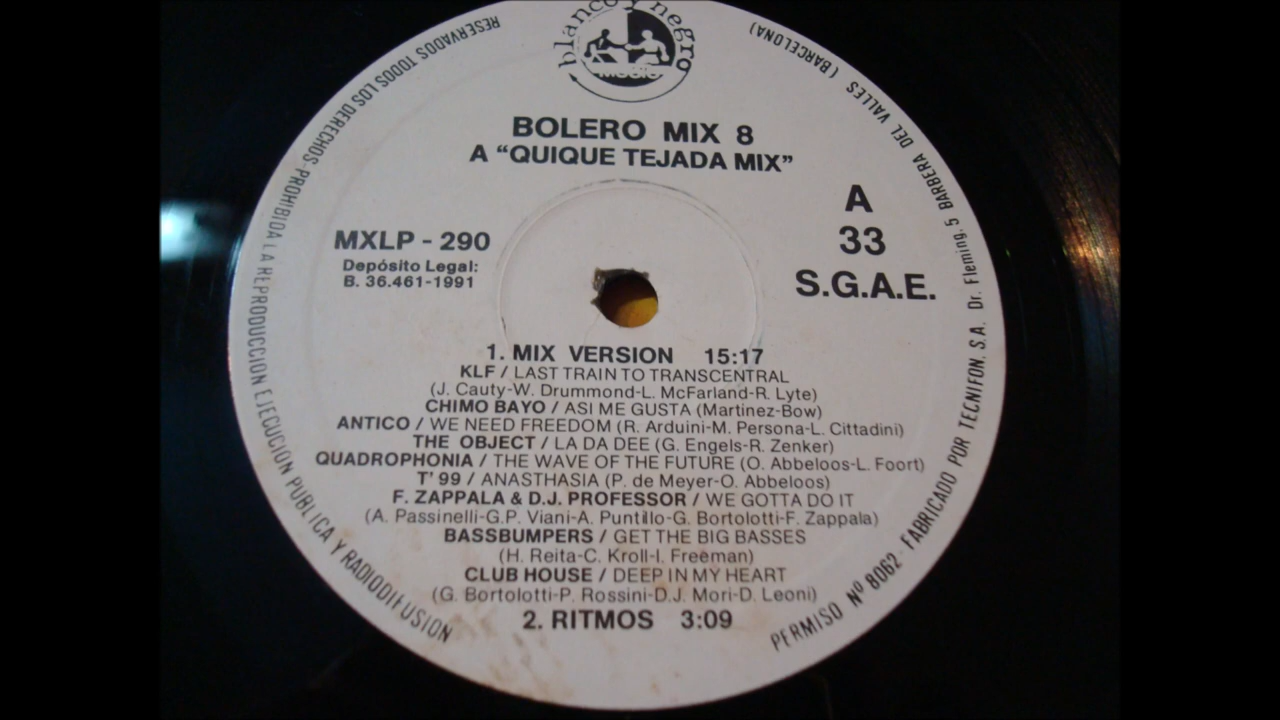 blanco y negro
MUSIC
BOLERO MIX 8
A “QUIQUE TEJADA MIX”
A
33
S.G.A.E.
MXLP - 290
Depósito Legal:
B. 36.461-1991
1. MIX VERSION 15:17
KLF / LAST TRAIN TO TRANSCENTRAL
(J. Cauty-W. Drummond-L. McFarland-R. Lyte)
CHIMO BAYO / ASI ME GUSTA (Martinez-Bow)
ANTICO / WE NEED FREEDOM (R. Arduini-M. Persona-L. Cittadini)
THE OBJECT / LA DA DEE (G. Engels-R. Zenker)
QUADROPHONIA / THE WAVE OF THE FUTURE (O. Abbeloos-L. Foort)
T' 99 / ANASTHASIA (P. de Meyer-O. Abbeloos)
F. ZAPPALA & D.J. PROFESSOR / WE GOTTA DO IT
(A. Passinelli-G.P. Viani-A. Puntillo-G. Bortolotti-F. Zappala)
BASSBUMPERS / GET THE BIG BASSES
(H. Reita-C. Kroll-I. Freeman)
CLUB HOUSE / DEEP IN MY HEART
(G. Bortolotti-P. Rossini-D.J. Mori-D. Leoni)
2. RITMOS 3:09
RESERVADOS TODOS LOS DERECHOS-PROHIBIDA LA REPRODUCCION EJECUCION PUBLICA Y RADIODIFUSION
PERMISO Nº 8062 - FABRICADO POR TECNIFON, S.A. Dr. Fleming, 5 BARBERA DEL VALLES (BARCELONA)